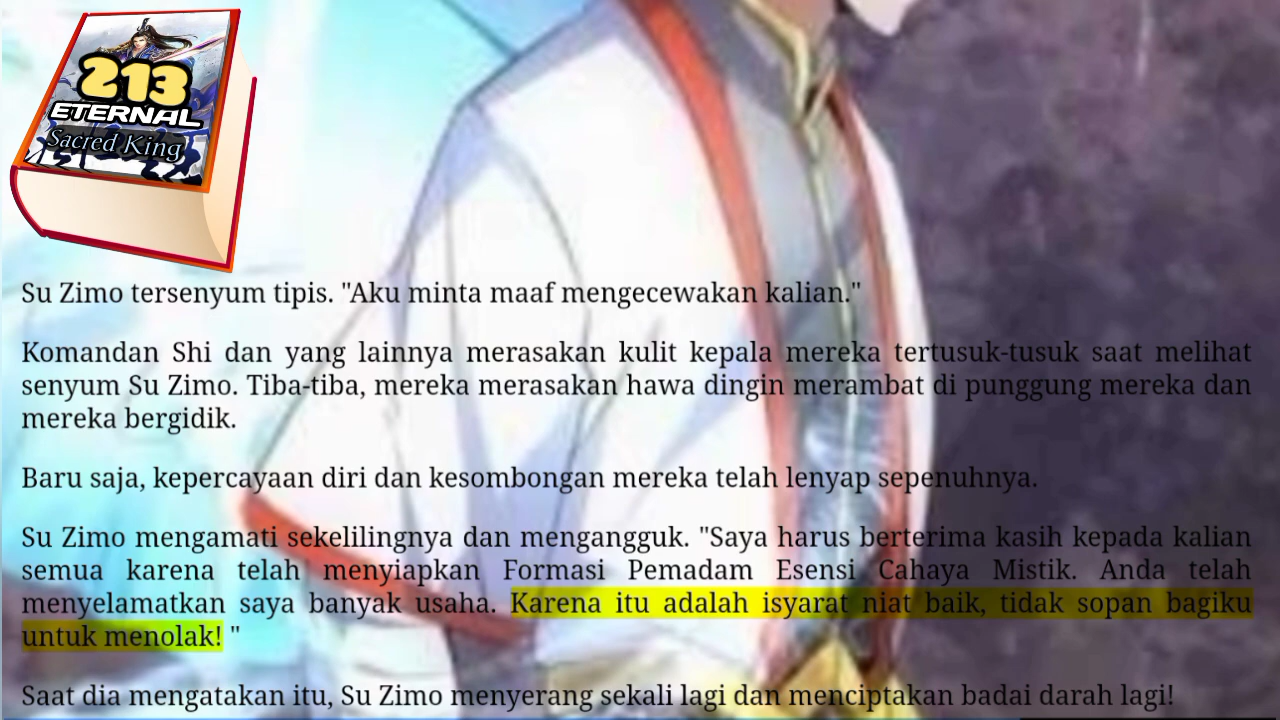 213
ETERNAL
Sacred King
Su Zimo tersenyum tipis. "Aku minta maaf mengecewakan kalian."
Komandan Shi dan yang lainnya merasakan kulit kepala mereka tertusuk-tusuk saat melihat
senyum Su Zimo. Tiba-tiba, mereka merasakan hawa dingin merambat di punggung mereka dan
mereka bergidik.
Baru saja, kepercayaan diri dan kesombongan mereka telah lenyap sepenuhnya.
Su Zimo mengamati sekelilingnya dan mengangguk. "Saya harus berterima kasih kepada kalian
semua karena telah menyiapkan Formasi Pemadam Esensi Cahaya Mistik. Anda telah
menyelamatkan saya banyak usaha. Karena itu adalah isyarat niat baik, tidak sopan bagiku
untuk menolak! "
Saat dia mengatakan itu, Su Zimo menyerang sekali lagi dan menciptakan badai darah lagi!